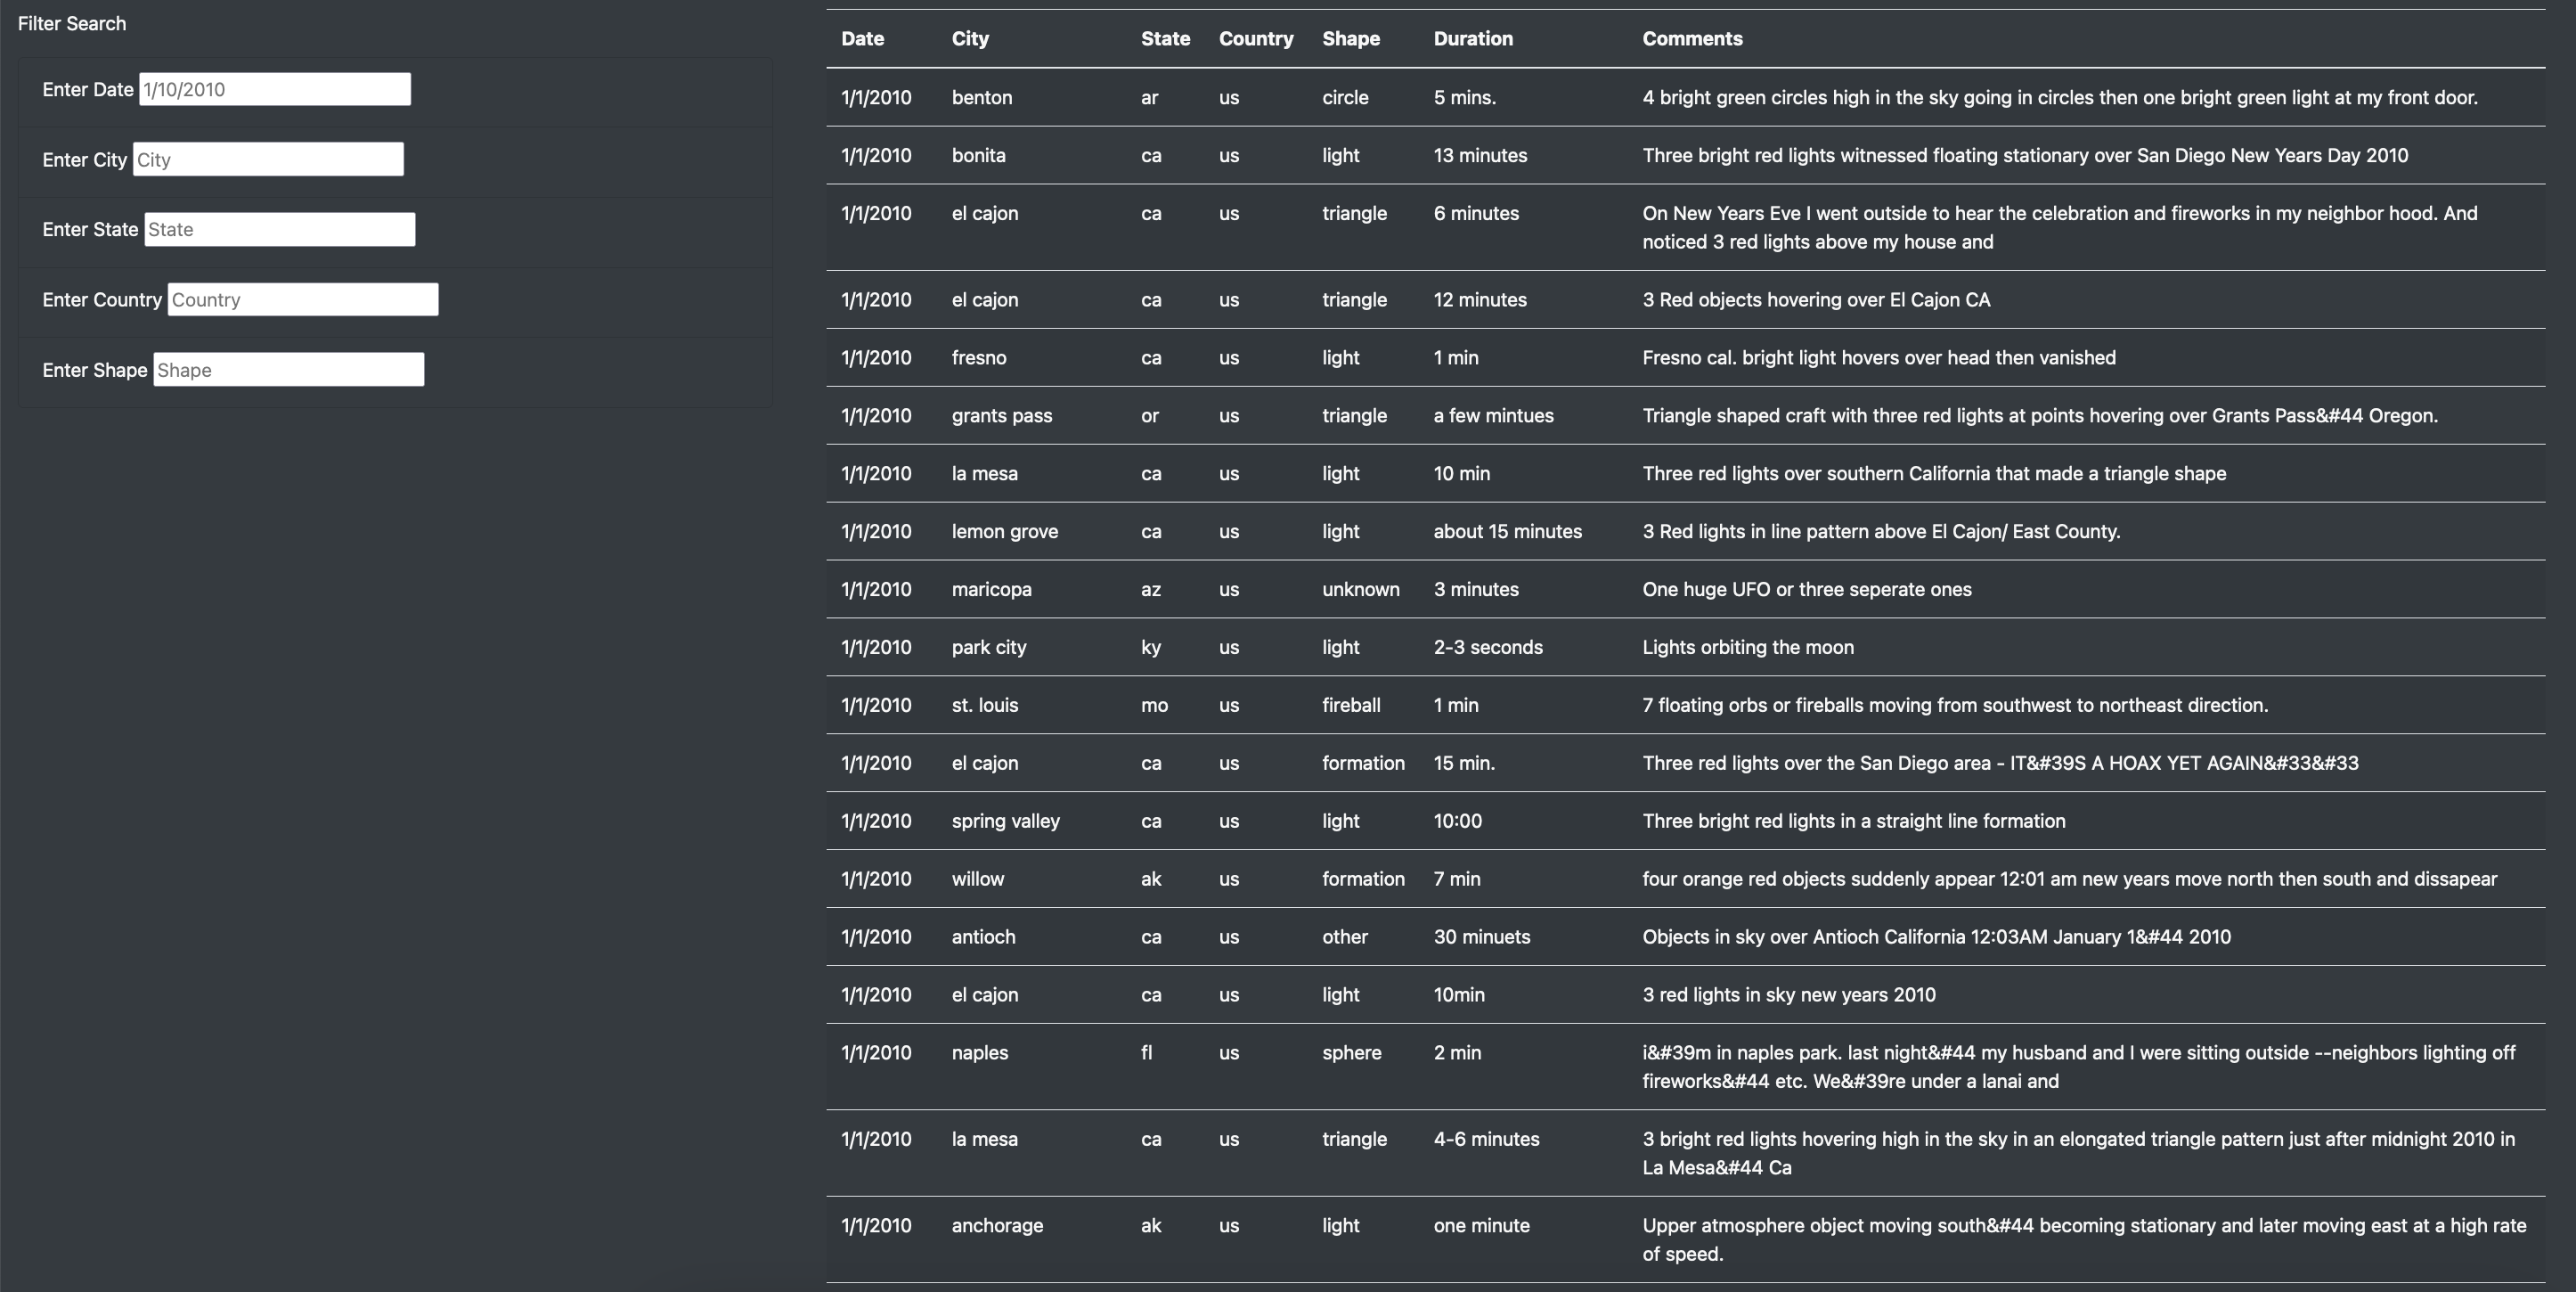 Filter Search
Enter Date 1/10/2010
Enter City City
Enter State State
Enter Country Country
Enter Shape Shape
Date City State Country Shape Duration Comments
1/1/2010 benton ar us circle 5 mins. 4 bright green circles high in the sky going in circles then one bright green light at my front door.
1/1/2010 bonita ca us light 13 minutes Three bright red lights witnessed floating stationary over San Diego New Years Day 2010
1/1/2010 el cajon ca us triangle 6 minutes On New Years Eve I went outside to hear the celebration and fireworks in my neighbor hood. And
noticed 3 red lights above my house and
1/1/2010 el cajon ca us triangle 12 minutes 3 Red objects hovering over El Cajon CA
1/1/2010 fresno ca us light 1 min Fresno cal. bright light hovers over head then vanished
1/1/2010 grants pass or us triangle a few mintues Triangle shaped craft with three red lights at points hovering over Grants Pass&#44 Oregon.
1/1/2010 la mesa ca us light 10 min Three red lights over southern California that made a triangle shape
1/1/2010 lemon grove ca us light about 15 minutes 3 Red lights in line pattern above El Cajon/ East County.
1/1/2010 maricopa az us unknown 3 minutes One huge UFO or three seperate ones
1/1/2010 park city ky us light 2-3 seconds Lights orbiting the moon
1/1/2010 st. louis mo us fireball 1 min 7 floating orbs or fireballs moving from southwest to northeast direction.
1/1/2010 el cajon ca us formation 15 min. Three red lights over the San Diego area - IT&#39S A HOAX YET AGAIN&#33&#33
1/1/2010 spring valley ca us light 10:00 Three bright red lights in a straight line formation
1/1/2010 willow ak us formation 7 min four orange red objects suddenly appear 12:01 am new years move north then south and dissapear
1/1/2010 antioch ca us other 30 minuets Objects in sky over Antioch California 12:03AM January 1&#44 2010
1/1/2010 el cajon ca us light 10min 3 red lights in sky new years 2010
1/1/2010 naples fl us sphere 2 min i&#39m in naples park. last night&#44 my husband and I were sitting outside --neighbors lighting off
fireworks&#44 etc. We&#39re under a lanai and
1/1/2010 la mesa ca us triangle 4-6 minutes 3 bright red lights hovering high in the sky in an elongated triangle pattern just after midnight 2010 in
La Mesa&#44 Ca
1/1/2010 anchorage ak us light one minute Upper atmosphere object moving south&#44 becoming stationary and later moving east at a high rate
of speed.